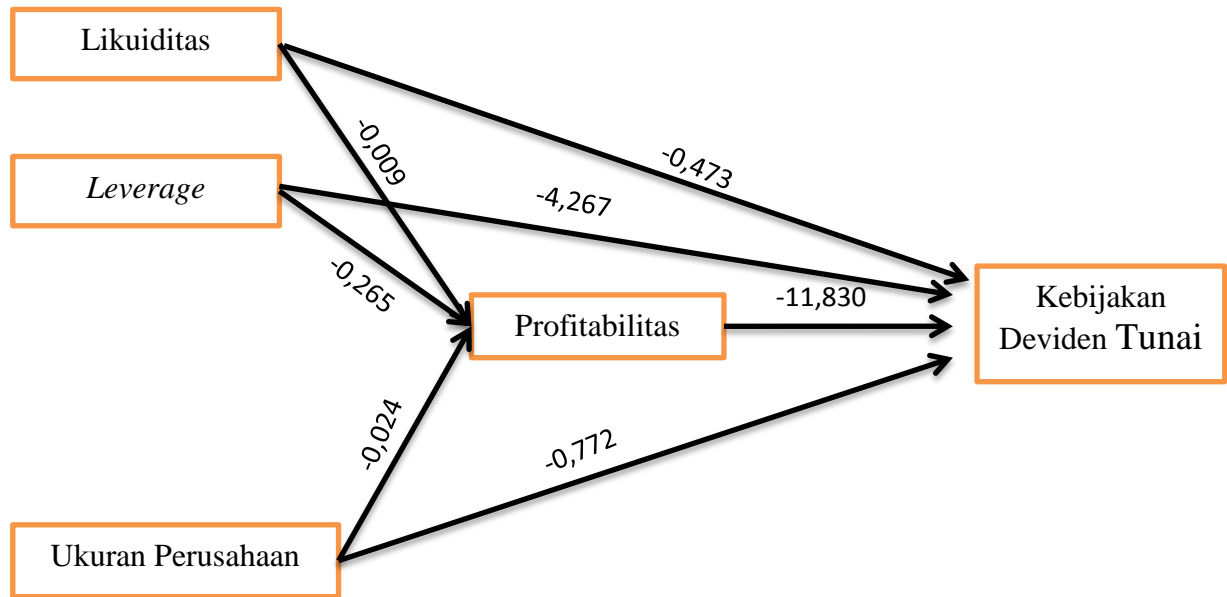 Likuiditas
-0,009
-0,473
Leverage
-4,267
-0,265
-11,830
Profitabilitas
Kebijakan
Deviden Tunai
-0,024
-0,772
Ukuran Perusahaan